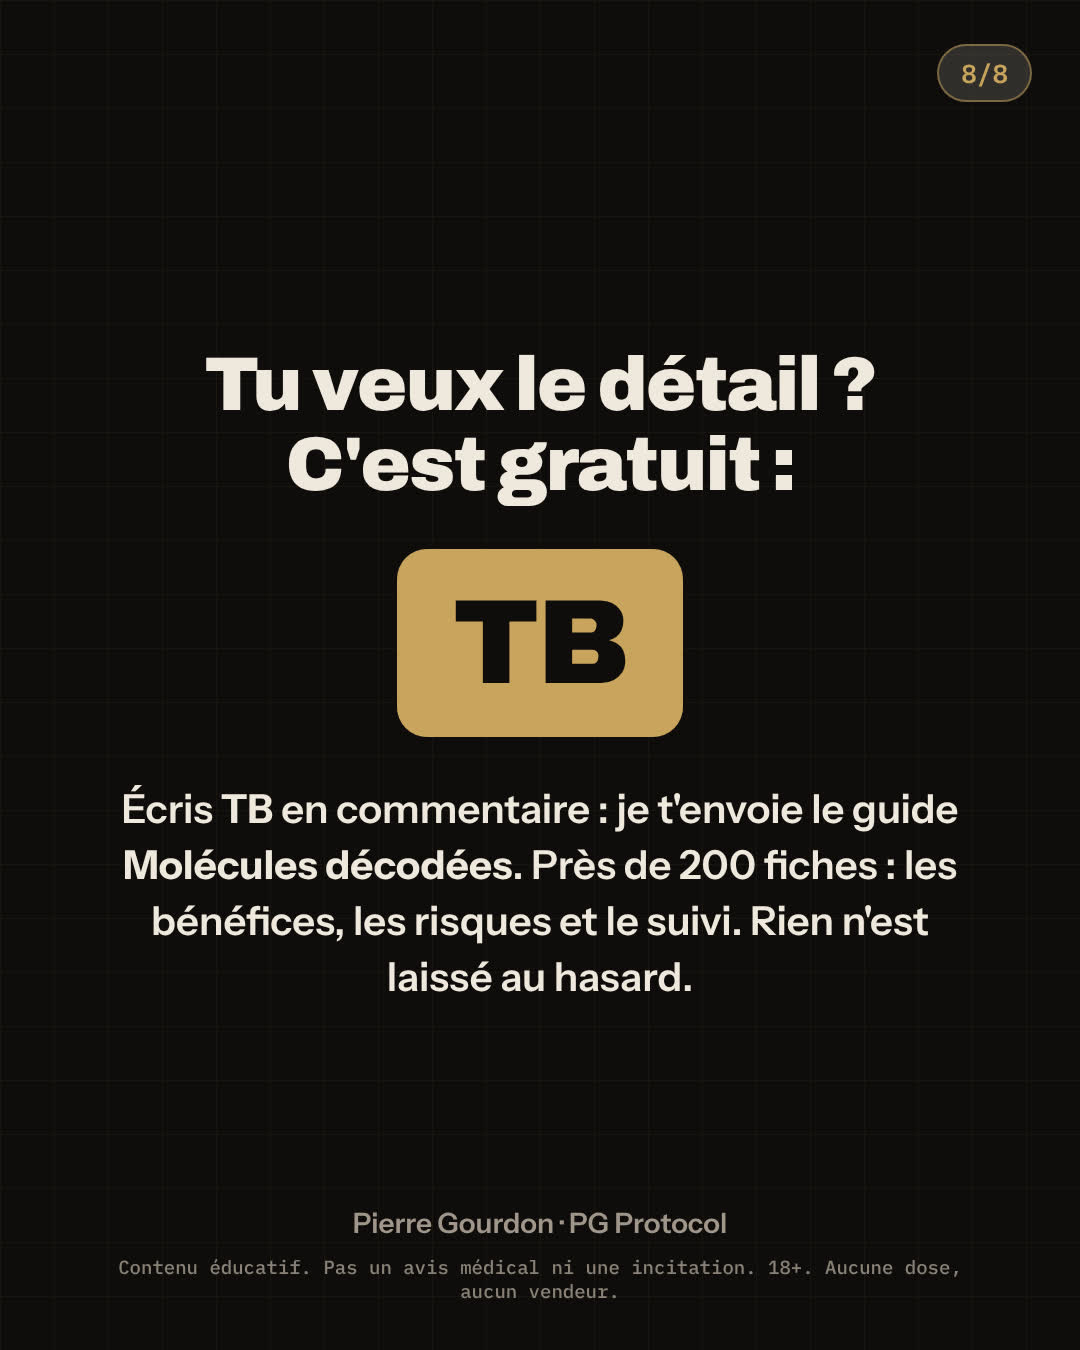 8/8
Tu veux le détail ?
C'est gratuit :
TB
Écris TB en commentaire : je t'envoie le guide
Molécules décodées. Près de 200 fiches : les
bénéfices, les risques et le suivi. Rien n'est
laissé au hasard.
Pierre Gourdon · PG Protocol
Contenu éducatif. Pas un avis médical ni une incitation. 18+. Aucune dose,
aucun vendeur.